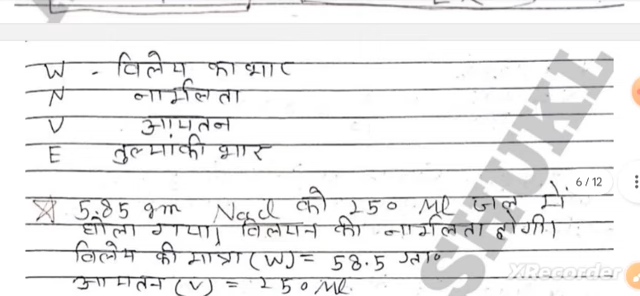 W - विलेय का भार
N नार्मलता
V आयतन
E तुल्यांकी भार
6/12
☆ 5.85 gm Nacl को 250 Ml जल में
घोला गया, विलयन की नार्मलता होगी।
विलेय की मात्रा (W) = 58.5 ग्राo
आयतन (V) = 250 Ml
SHUKL
XRecorder